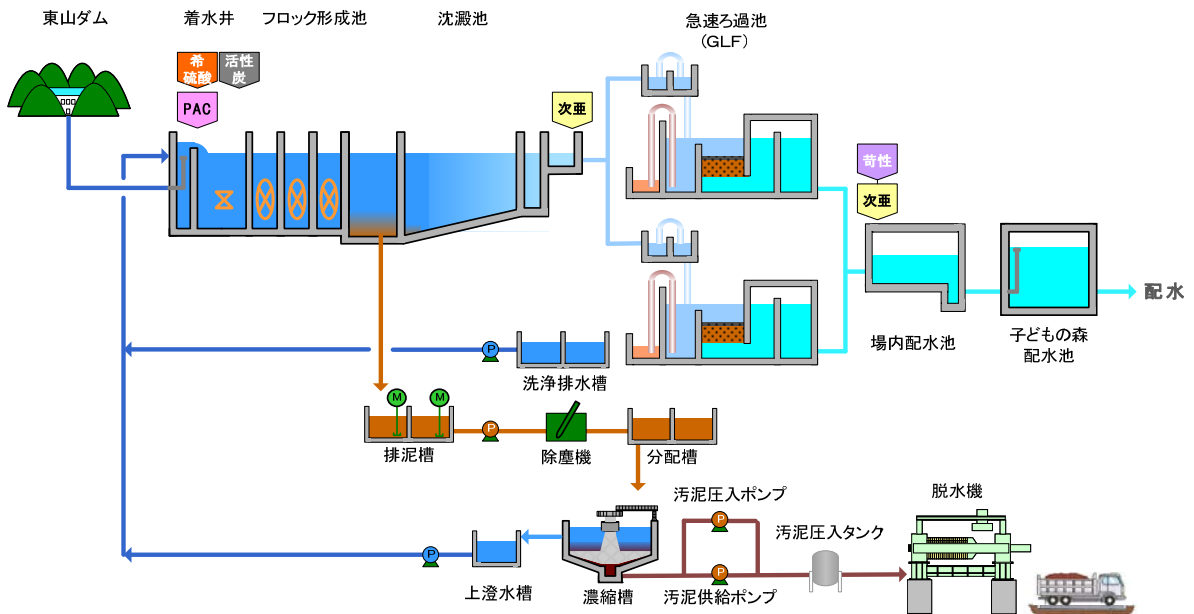 東山ダム
着水井
フロック形成池
沈澱池
急速ろ過池
(GLF)
希
硫酸
活性
炭
PAC
次亜
苛性
次亜
場内配水池
子どもの森
配水池
配水
P
洗浄排水槽
M
M
P
排泥槽
除塵機
分配槽
汚泥圧入ポンプ
脱水機
P
汚泥圧入タンク
P
P
上澄水槽
濃縮槽
汚泥供給ポンプ